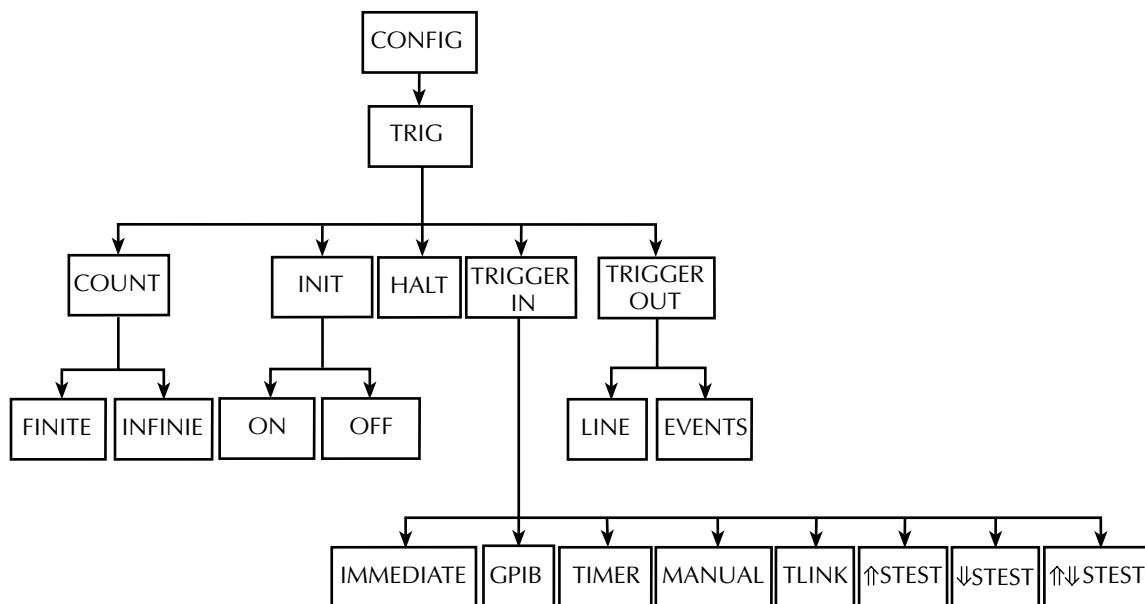 CONFIG
TRIG
COUNT
INIT
HALT
TRIGGER
IN
TRIGGER
OUT
FINITE
INFINIE
ON
OFF
LINE
EVENTS
IMMEDIATE
GPIB
TIMER
MANUAL
TLINK
⇑STEST
⇓STEST
⇑⇓STEST